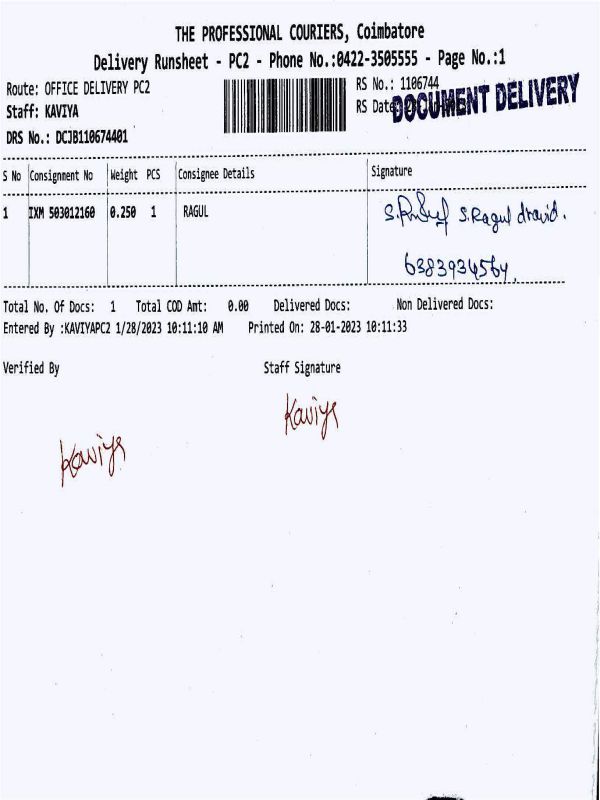 THE PROFESSIONAL COURIERS, Coimbatore
Delivery Runsheet - PC2 - Phone No.:0422-3505555 - Page No.:1
Route: OFFICE DELIVERY PC2
RS No.: 1106744
Staff: KAVIYA
RS Date
DOCUMENT DELIVERY
DRS No.: DCJB110674401
S No Consignment No Weight PCS Consignee Details Signature
1 IXM 503012160 0.250 1 RAGUL
S.Ragul dravid.
6383934564.
Total No. Of Docs: 1 Total COD Amt: 0.00 Delivered Docs: Non Delivered Docs:
Entered By :KAVIYAPC2 1/28/2023 10:11:10 AM Printed On: 28-01-2023 10:11:33
Verified By Staff Signature
Kaviya
Kaviya